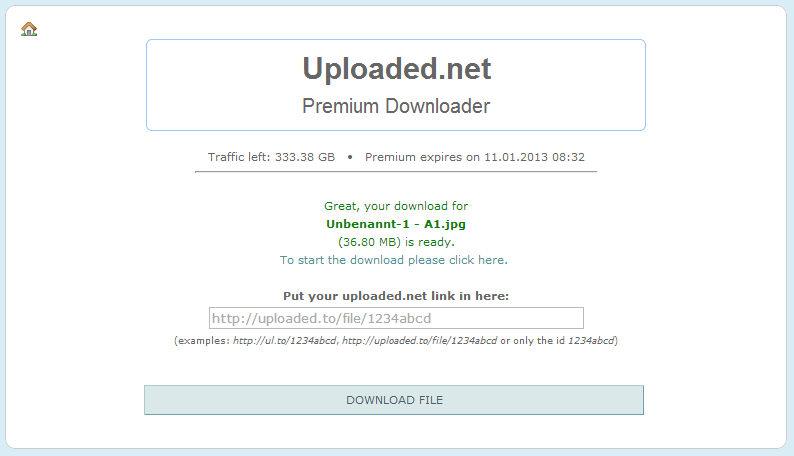 Uploaded.net
Premium Downloader
Traffic left: 333.38 GB • Premium expires on 11.01.2013 08:32
Great, your download for
Unbenannt-1 - A1.jpg
(36.80 MB) is ready.
To start the download please click here.
Put your uploaded.net link in here:
http://uploaded.to/file/1234abcd
(examples: http://ul.to/1234abcd, http://uploaded.to/file/1234abcd or only the id 1234abcd)
DOWNLOAD FILE